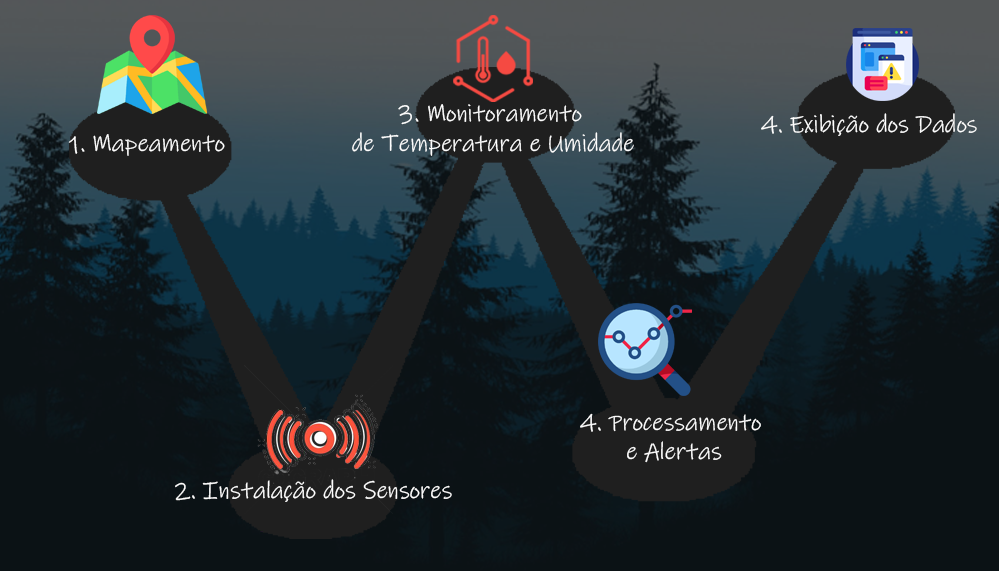 1. Mapeamento
2. Instalação dos Sensores
3. Monitoramento
de Temperatura e Umidade
4. Processamento
e Alertas
4. Exibição dos Dados